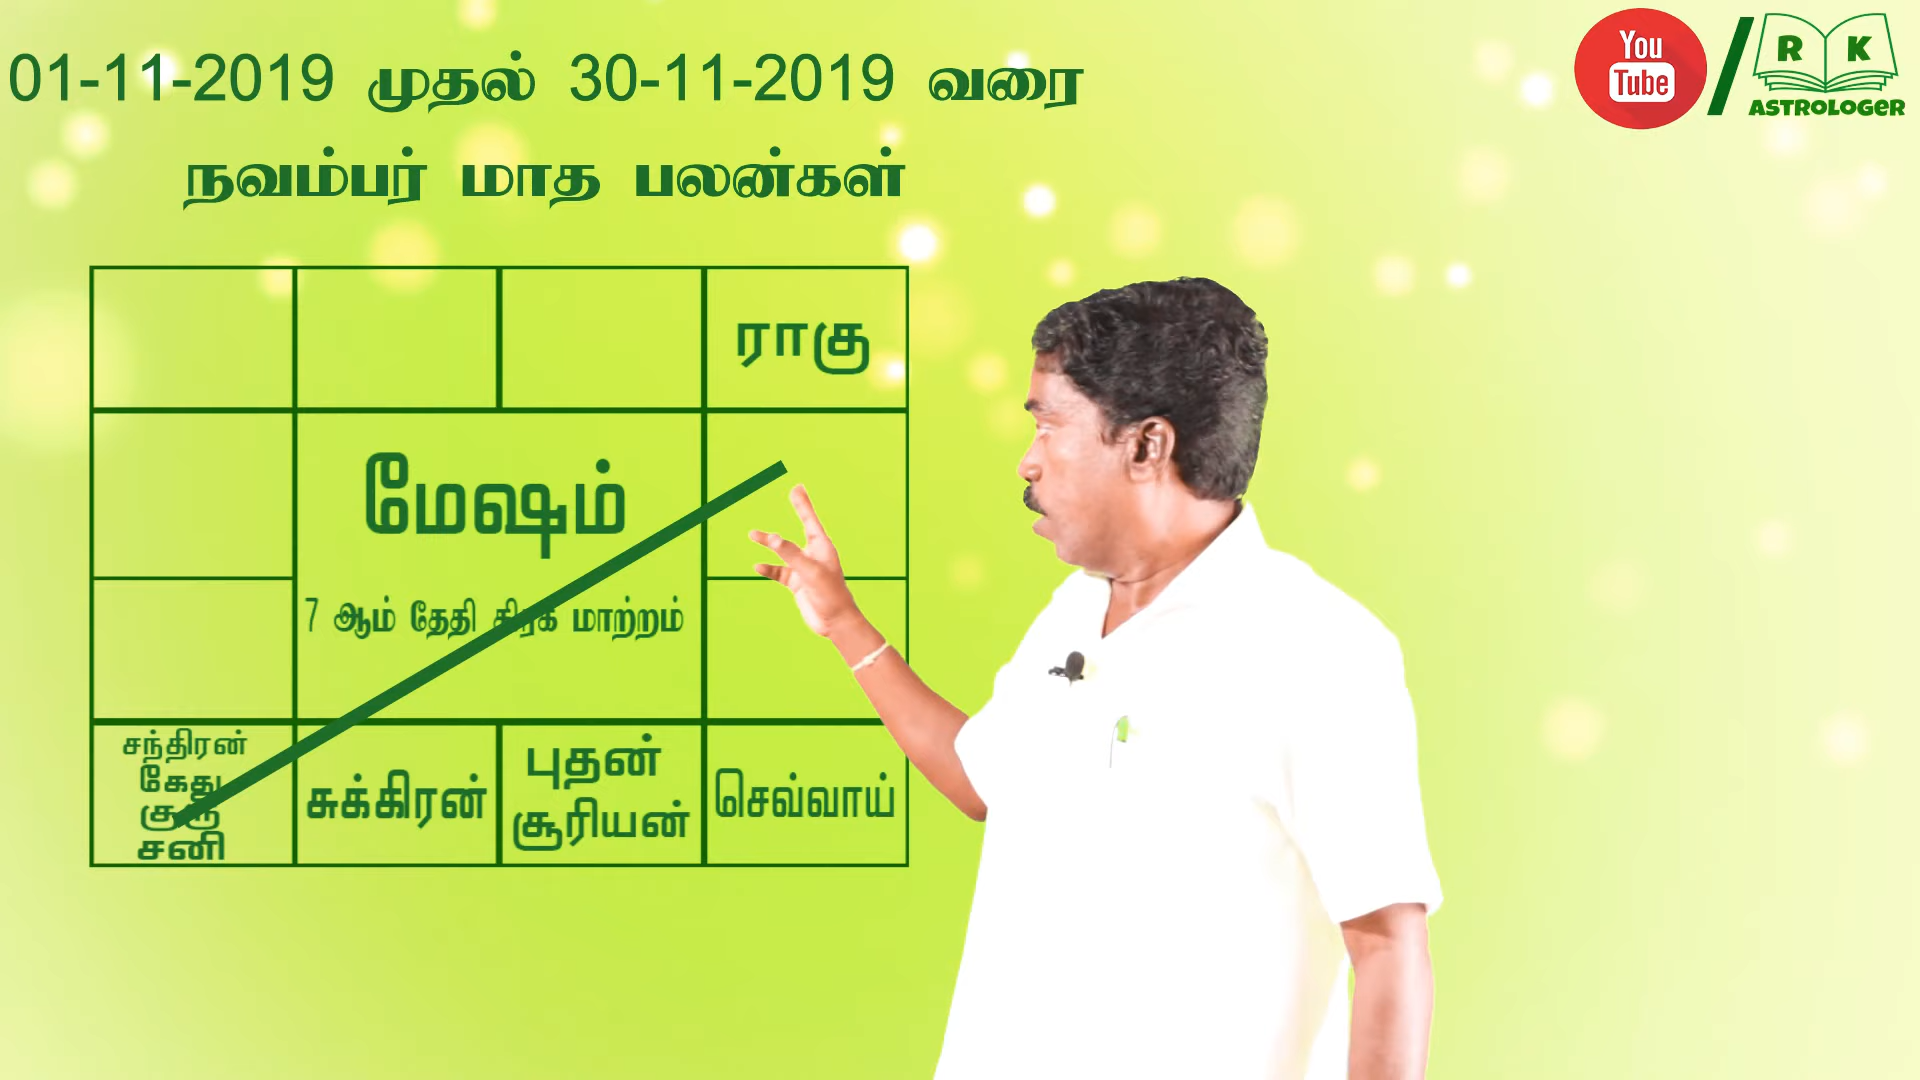 01-11-2019 முதல் 30-11-2019 வரை
நவம்பர் மாத பலன்கள்
You
Tube
R K
ASTROLOGER
ராகு
மேஷம்
7 ஆம் தேதி கிரக மாற்றம்
சந்திரன்
கேது
குரு
சனி
சுக்கிரன்
புதன்
சூரியன்
செவ்வாய்